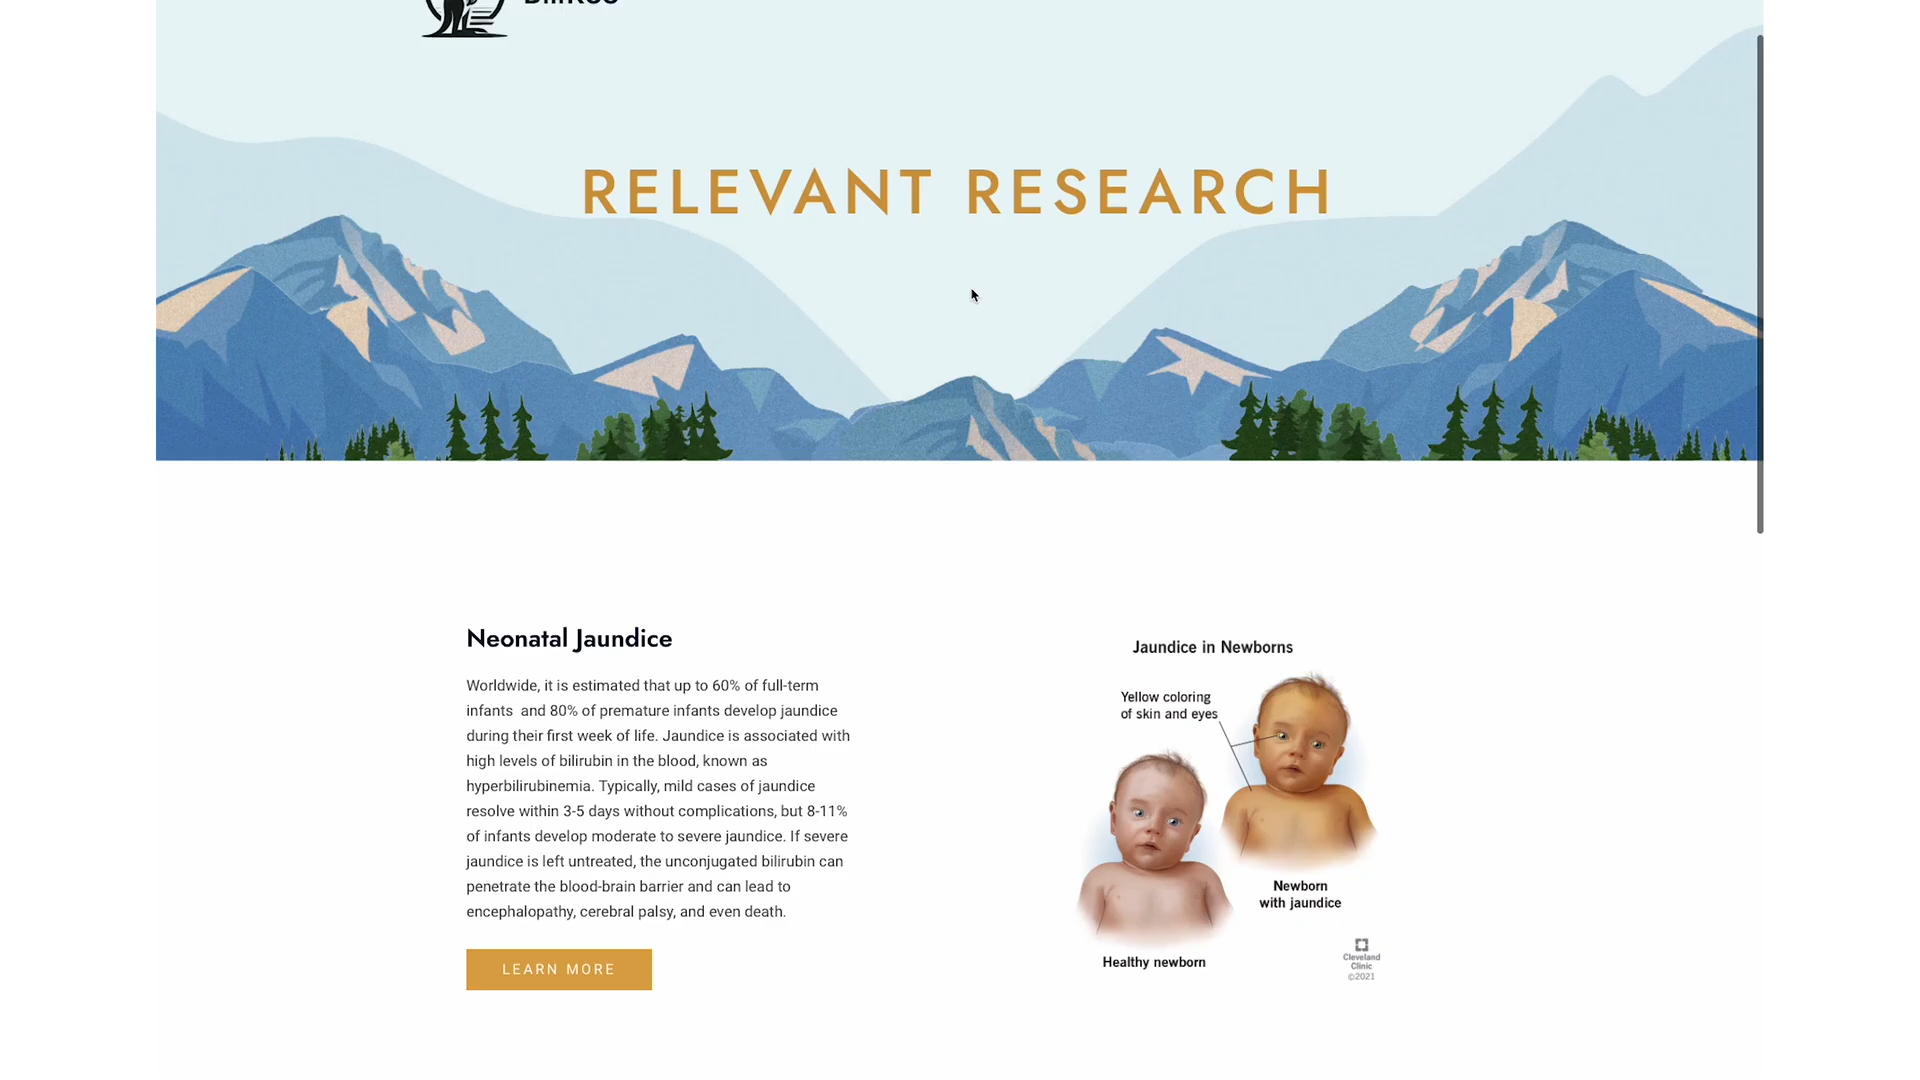 RELEVANT RESEARCH
Neonatal Jaundice
Worldwide, it is estimated that up to 60% of full-term
infants and 80% of premature infants develop jaundice
during their first week of life. Jaundice is associated with
high levels of bilirubin in the blood, known as
hyperbilirubinemia. Typically, mild cases of jaundice
resolve within 3-5 days without complications, but 8-11%
of infants develop moderate to severe jaundice. If severe
jaundice is left untreated, the unconjugated bilirubin can
penetrate the blood-brain barrier and can lead to
encephalopathy, cerebral palsy, and even death.
LEARN MORE
Jaundice in Newborns
Yellow coloring
of skin and eyes
Newborn
with jaundice
Healthy newborn
Cleveland
Clinic
©2021